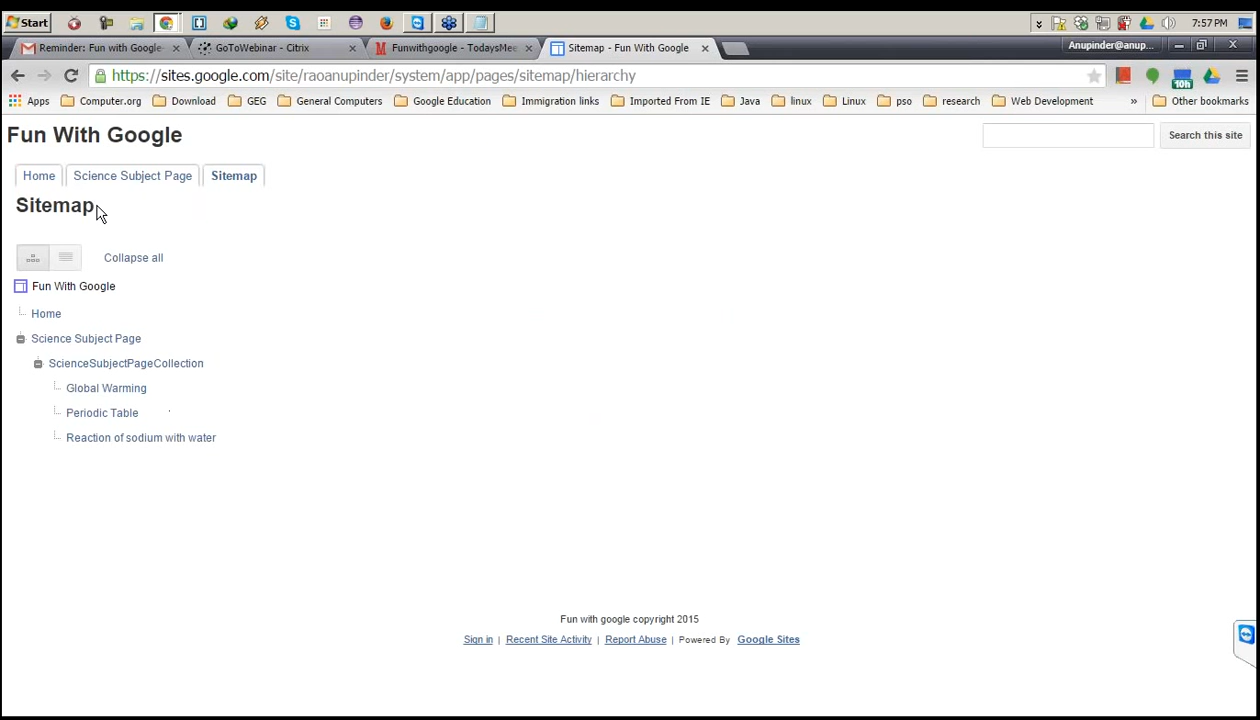 Start
7:57 PM
Reminder: Fun with Google
GoToWebinar - Citrix
Funwithgoogle - TodaysMee
Sitemap - Fun With Google
Anupinder@anup...
https://sites.google.com/site/raoanupinder/system/app/pages/sitemap/hierarchy
10h
Apps
Computer.org
Download
GEG
General Computers
Google Education
Immigration links
Imported From IE
Java
linux
Linux
pso
research
Web Development
»
Other bookmarks
Fun With Google
Search this site
Home
Science Subject Page
Sitemap
Sitemap
Collapse all
Fun With Google
Home
Science Subject Page
ScienceSubjectPageCollection
Global Warming
Periodic Table
Reaction of sodium with water
Fun with google copyright 2015
Sign in | Recent Site Activity | Report Abuse | Powered By Google Sites